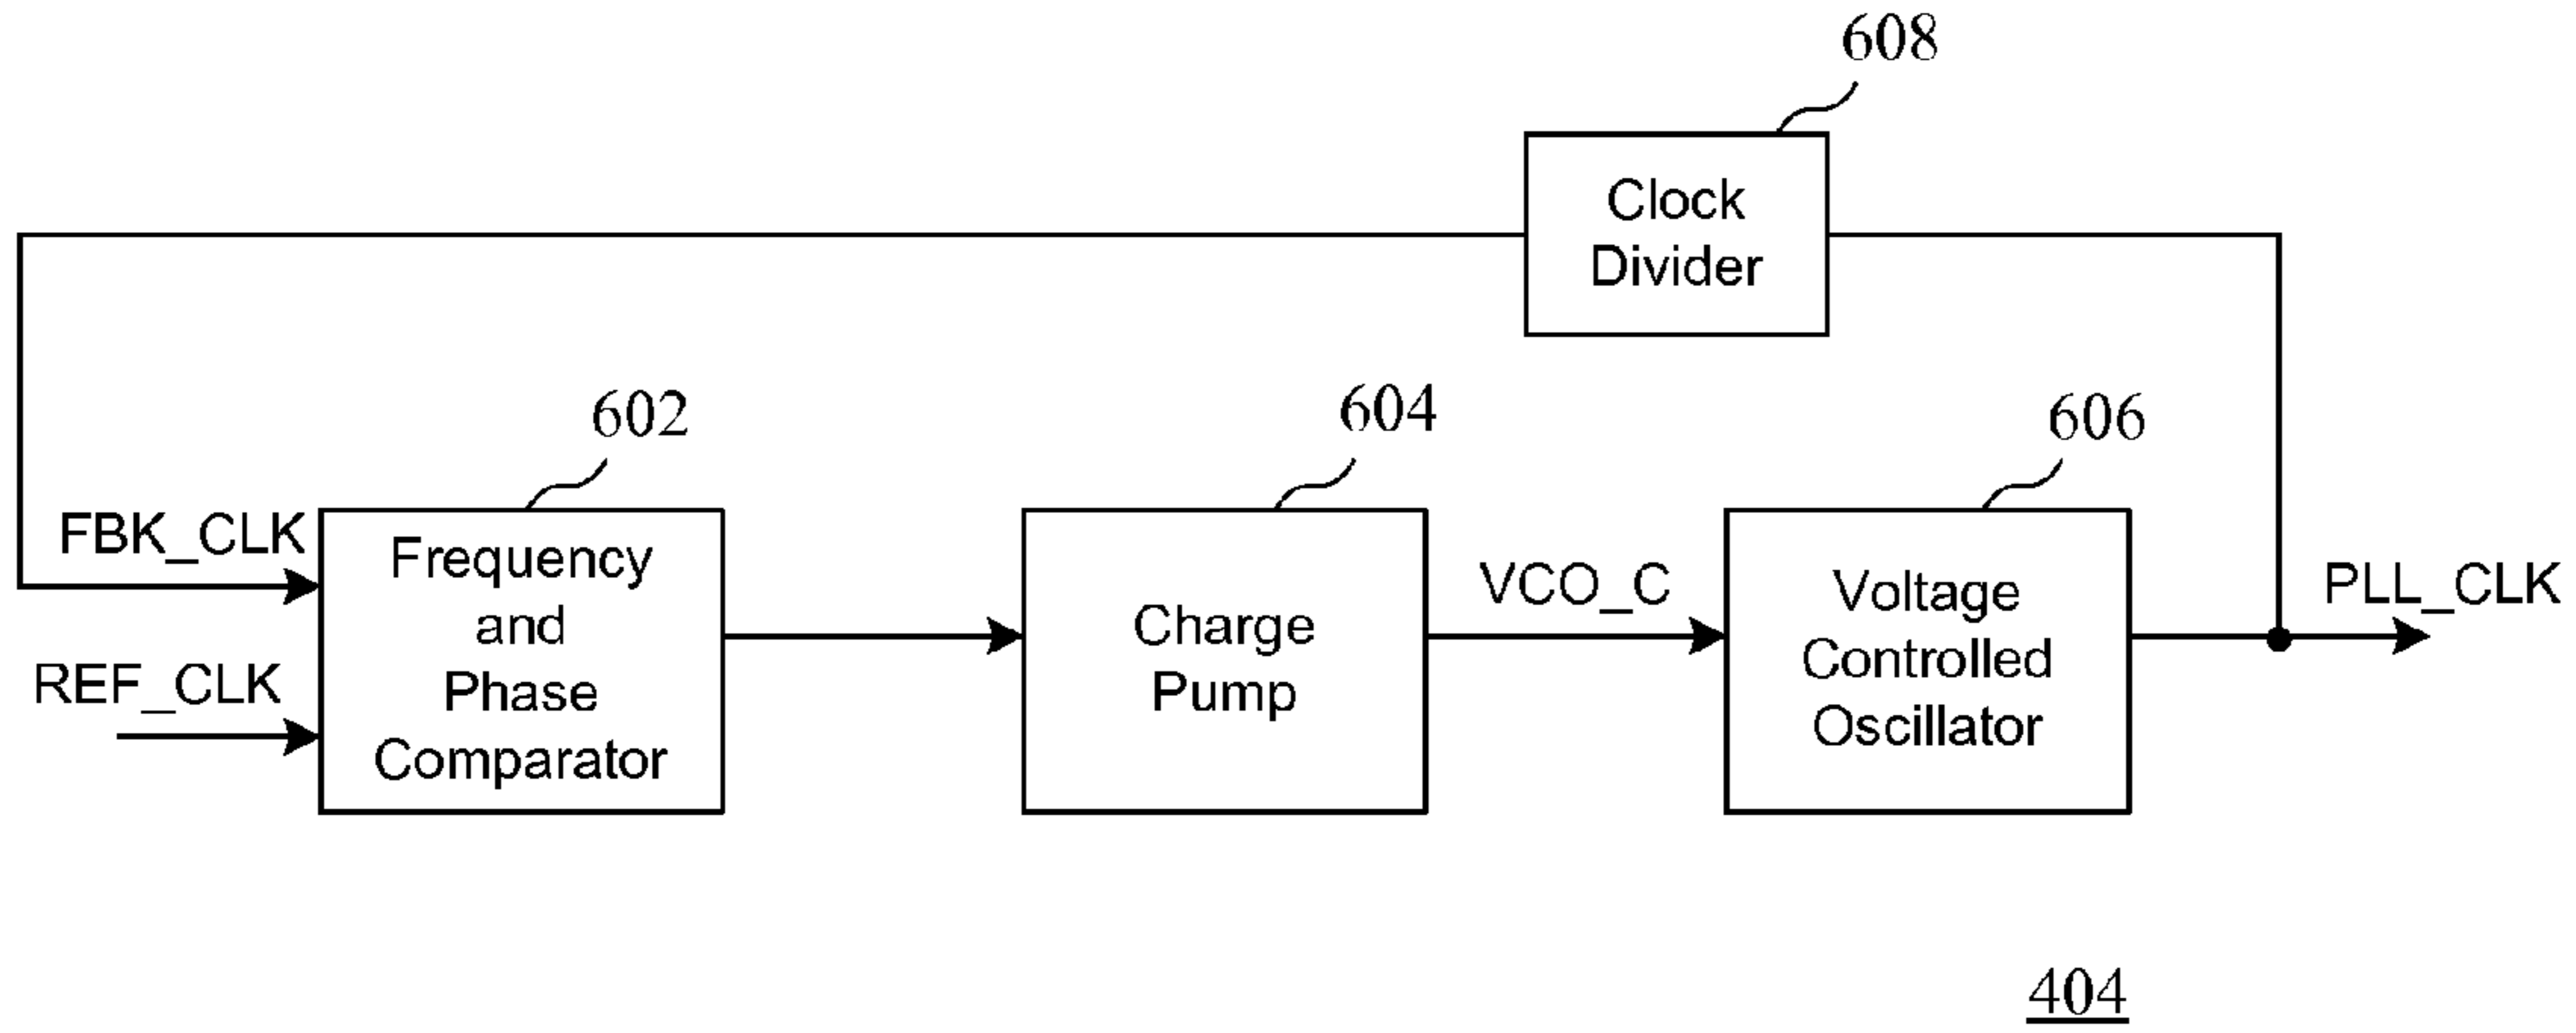 608
Clock
Divider
602
604
606
FBK_CLK
REF_CLK
Frequency
and
Phase
Comparator
Charge
Pump
VCO_C
Voltage
Controlled
Oscillator
PLL_CLK
404